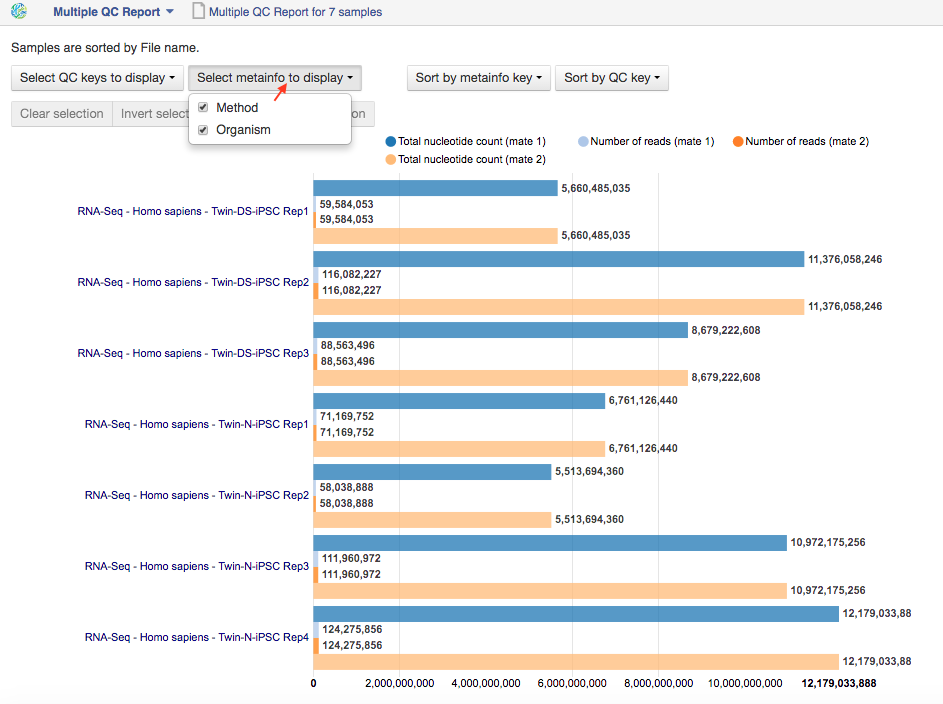 Multiple QC Report
Multiple QC Report for 7 samples
Samples are sorted by File name.
Select QC keys to display
Select metainfo to display
Sort by metainfo key
Sort by QC key
Clear selection
Invert select
on
Method
Organism
Total nucleotide count (mate 1)
Number of reads (mate 1)
Number of reads (mate 2)
Total nucleotide count (mate 2)
RNA-Seq - Homo sapiens - Twin-DS-iPSC Rep1
5,660,485,035
59,584,053
59,584,053
5,660,485,035
RNA-Seq - Homo sapiens - Twin-DS-iPSC Rep2
11,376,058,246
116,082,227
116,082,227
11,376,058,246
RNA-Seq - Homo sapiens - Twin-DS-iPSC Rep3
8,679,222,608
88,563,496
88,563,496
8,679,222,608
RNA-Seq - Homo sapiens - Twin-N-iPSC Rep1
6,761,126,440
71,169,752
71,169,752
6,761,126,440
RNA-Seq - Homo sapiens - Twin-N-iPSC Rep2
5,513,694,360
58,038,888
58,038,888
5,513,694,360
RNA-Seq - Homo sapiens - Twin-N-iPSC Rep3
10,972,175,256
111,960,972
111,960,972
10,972,175,256
RNA-Seq - Homo sapiens - Twin-N-iPSC Rep4
12,179,033,88
124,275,856
124,275,856
12,179,033,88
0
2,000,000,000
4,000,000,000
6,000,000,000
8,000,000,000
10,000,000,000
12,179,033,888